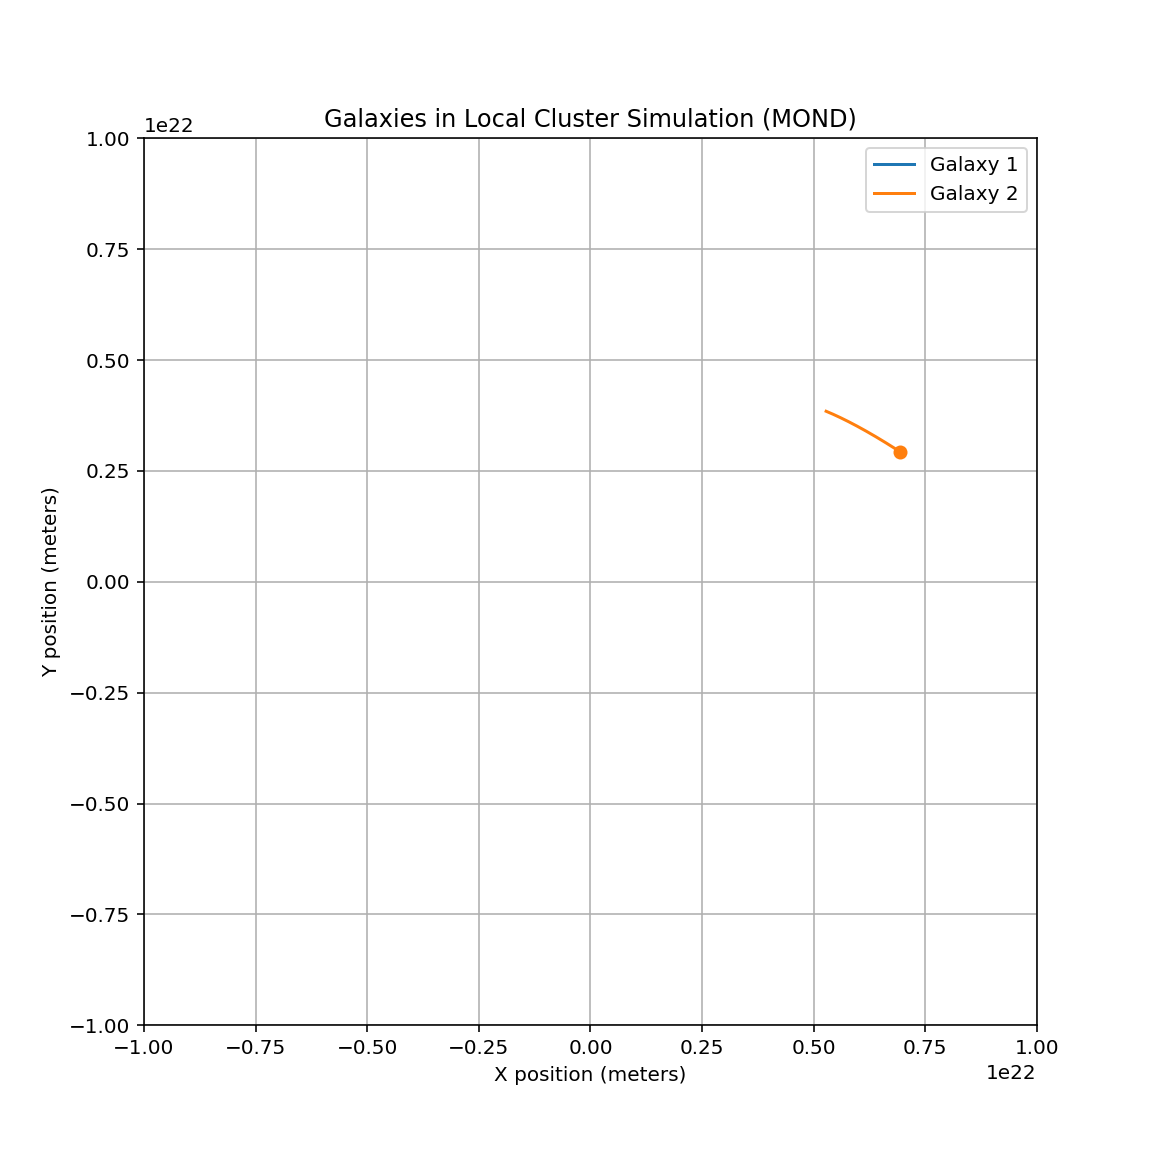 Galaxies in Local Cluster Simulation (MOND)
1e22
Galaxy 1
Galaxy 2
1.00
0.75
0.50
0.25
0.00
−0.25
−0.50
−0.75
−1.00
Y position (meters)
−1.00 −0.75 −0.50 −0.25 0.00 0.25 0.50 0.75 1.00
X position (meters)
1e22